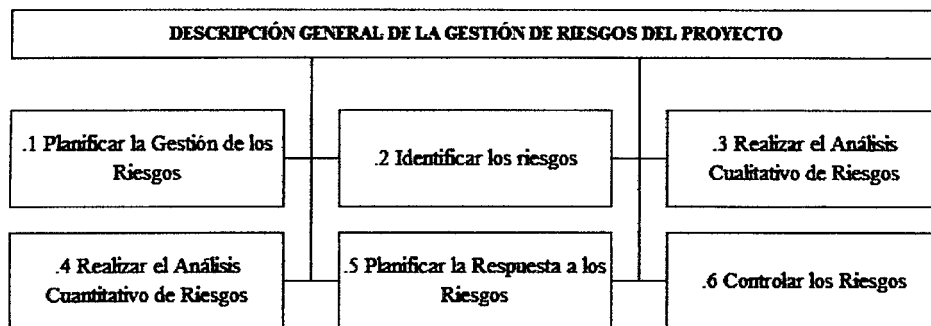 DESCRIPCIÓN GENERAL DE LA GESTIÓN DE RIESGOS DEL PROYECTO
.1 Planificar la Gestión de los
Riesgos
.2 Identificar los riesgos
.3 Realizar el Análisis
Cualitativo de Riesgos
.4 Realizar el Análisis
Cuantitativo de Riesgos
.5 Planificar la Respuesta a los
Riesgos
.6 Controlar los Riesgos